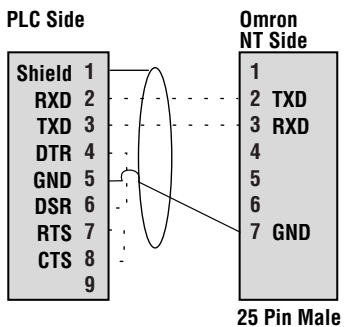 PLC Side
Omron
NT Side
Shield 1
RXD 2
TXD 3
DTR 4
GND 5
DSR 6
RTS 7
CTS 8
9
1
2 TXD
3 RXD
4
5
6
7 GND
25 Pin Male